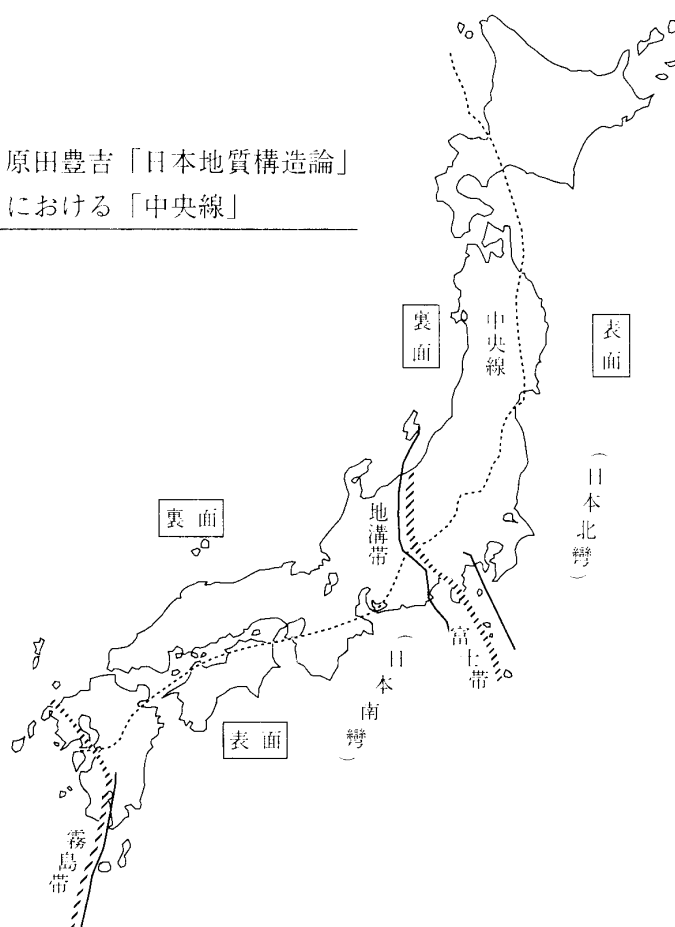 原田豊吉「日本地質構造論」
における「中央線」
裏面
中央線
表面
(日本北彎)
地溝帯
裏面
富士帯
(日本南彎)
表面
霧島帯